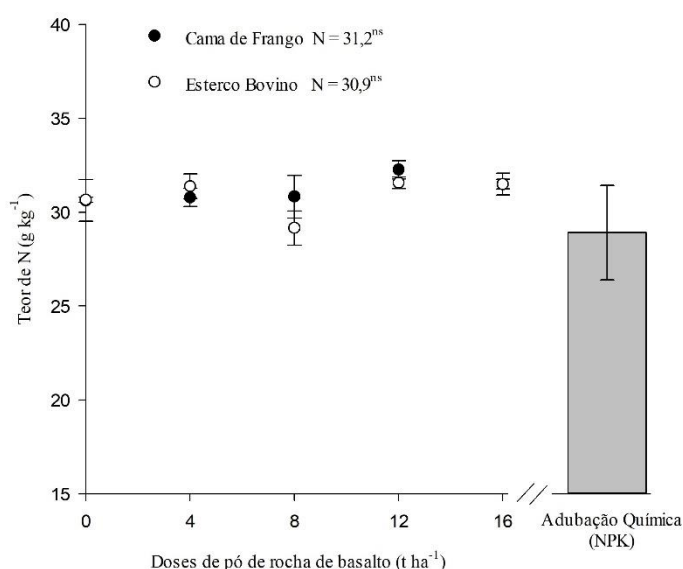 40
Cama de Frango N = 31,2ⁿˢ
Esterco Bovino N = 30,9ⁿˢ
35
30
25
20
15
Teor de N (g kg⁻¹)
0 4 8 12 16
Adubação Química
(NPK)
Doses de pó de rocha de basalto (t ha⁻¹)